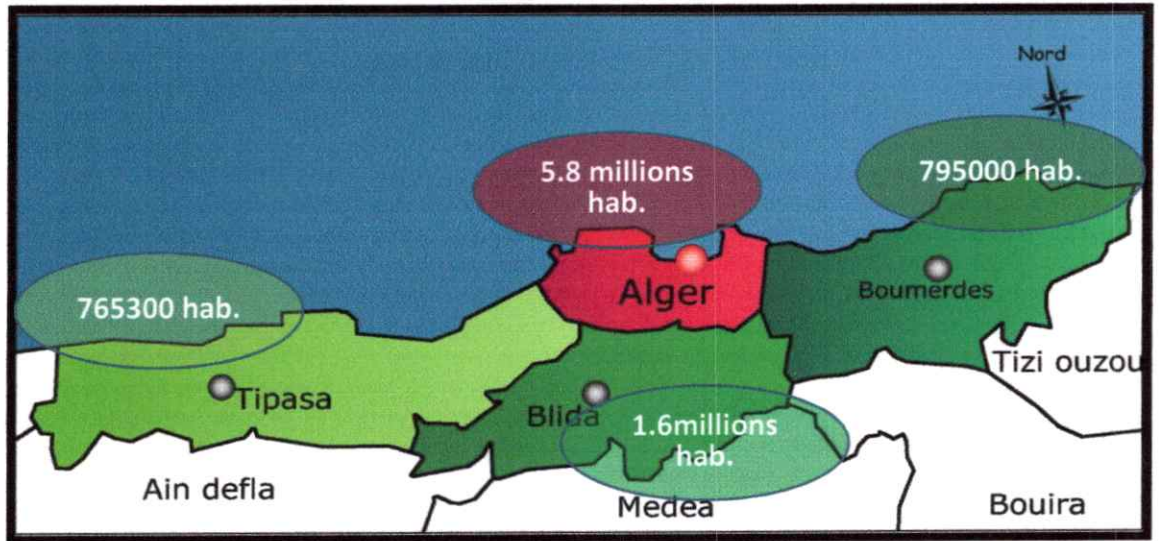 Nord
5.8 millions
hab.
795000 hab.
765300 hab.
Alger
Boumerdes
Tizi ouzou
Tipasa
Blida
1.6millions
hab.
Ain defla
Medea
Bouira